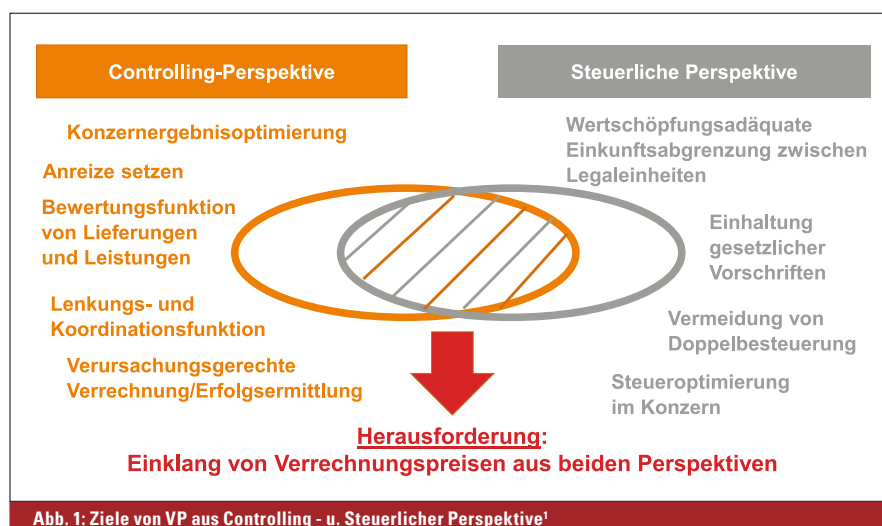 Controlling-Perspektive
Konzernergebnisoptimierung
Anreize setzen
Bewertungsfunktion
von Lieferungen
und Leistungen
Lenkungs- und
Koordinationsfunktion
Verursachungsgerechte
Verrechnung/Erfolgsermittlung
Steuerliche Perspektive
Wertschöpfungsadäquate
Einkunftsabgrenzung zwischen
Legaleinheiten
Einhaltung
gesetzlicher
Vorschriften
Vermeidung von
Doppelbesteuerung
Steueroptimierung
im Konzern
Herausforderung:
Einklang von Verrechnungspreisen aus beiden Perspektiven
Abb. 1: Ziele von VP aus Controlling - u. Steuerlicher Perspektive¹